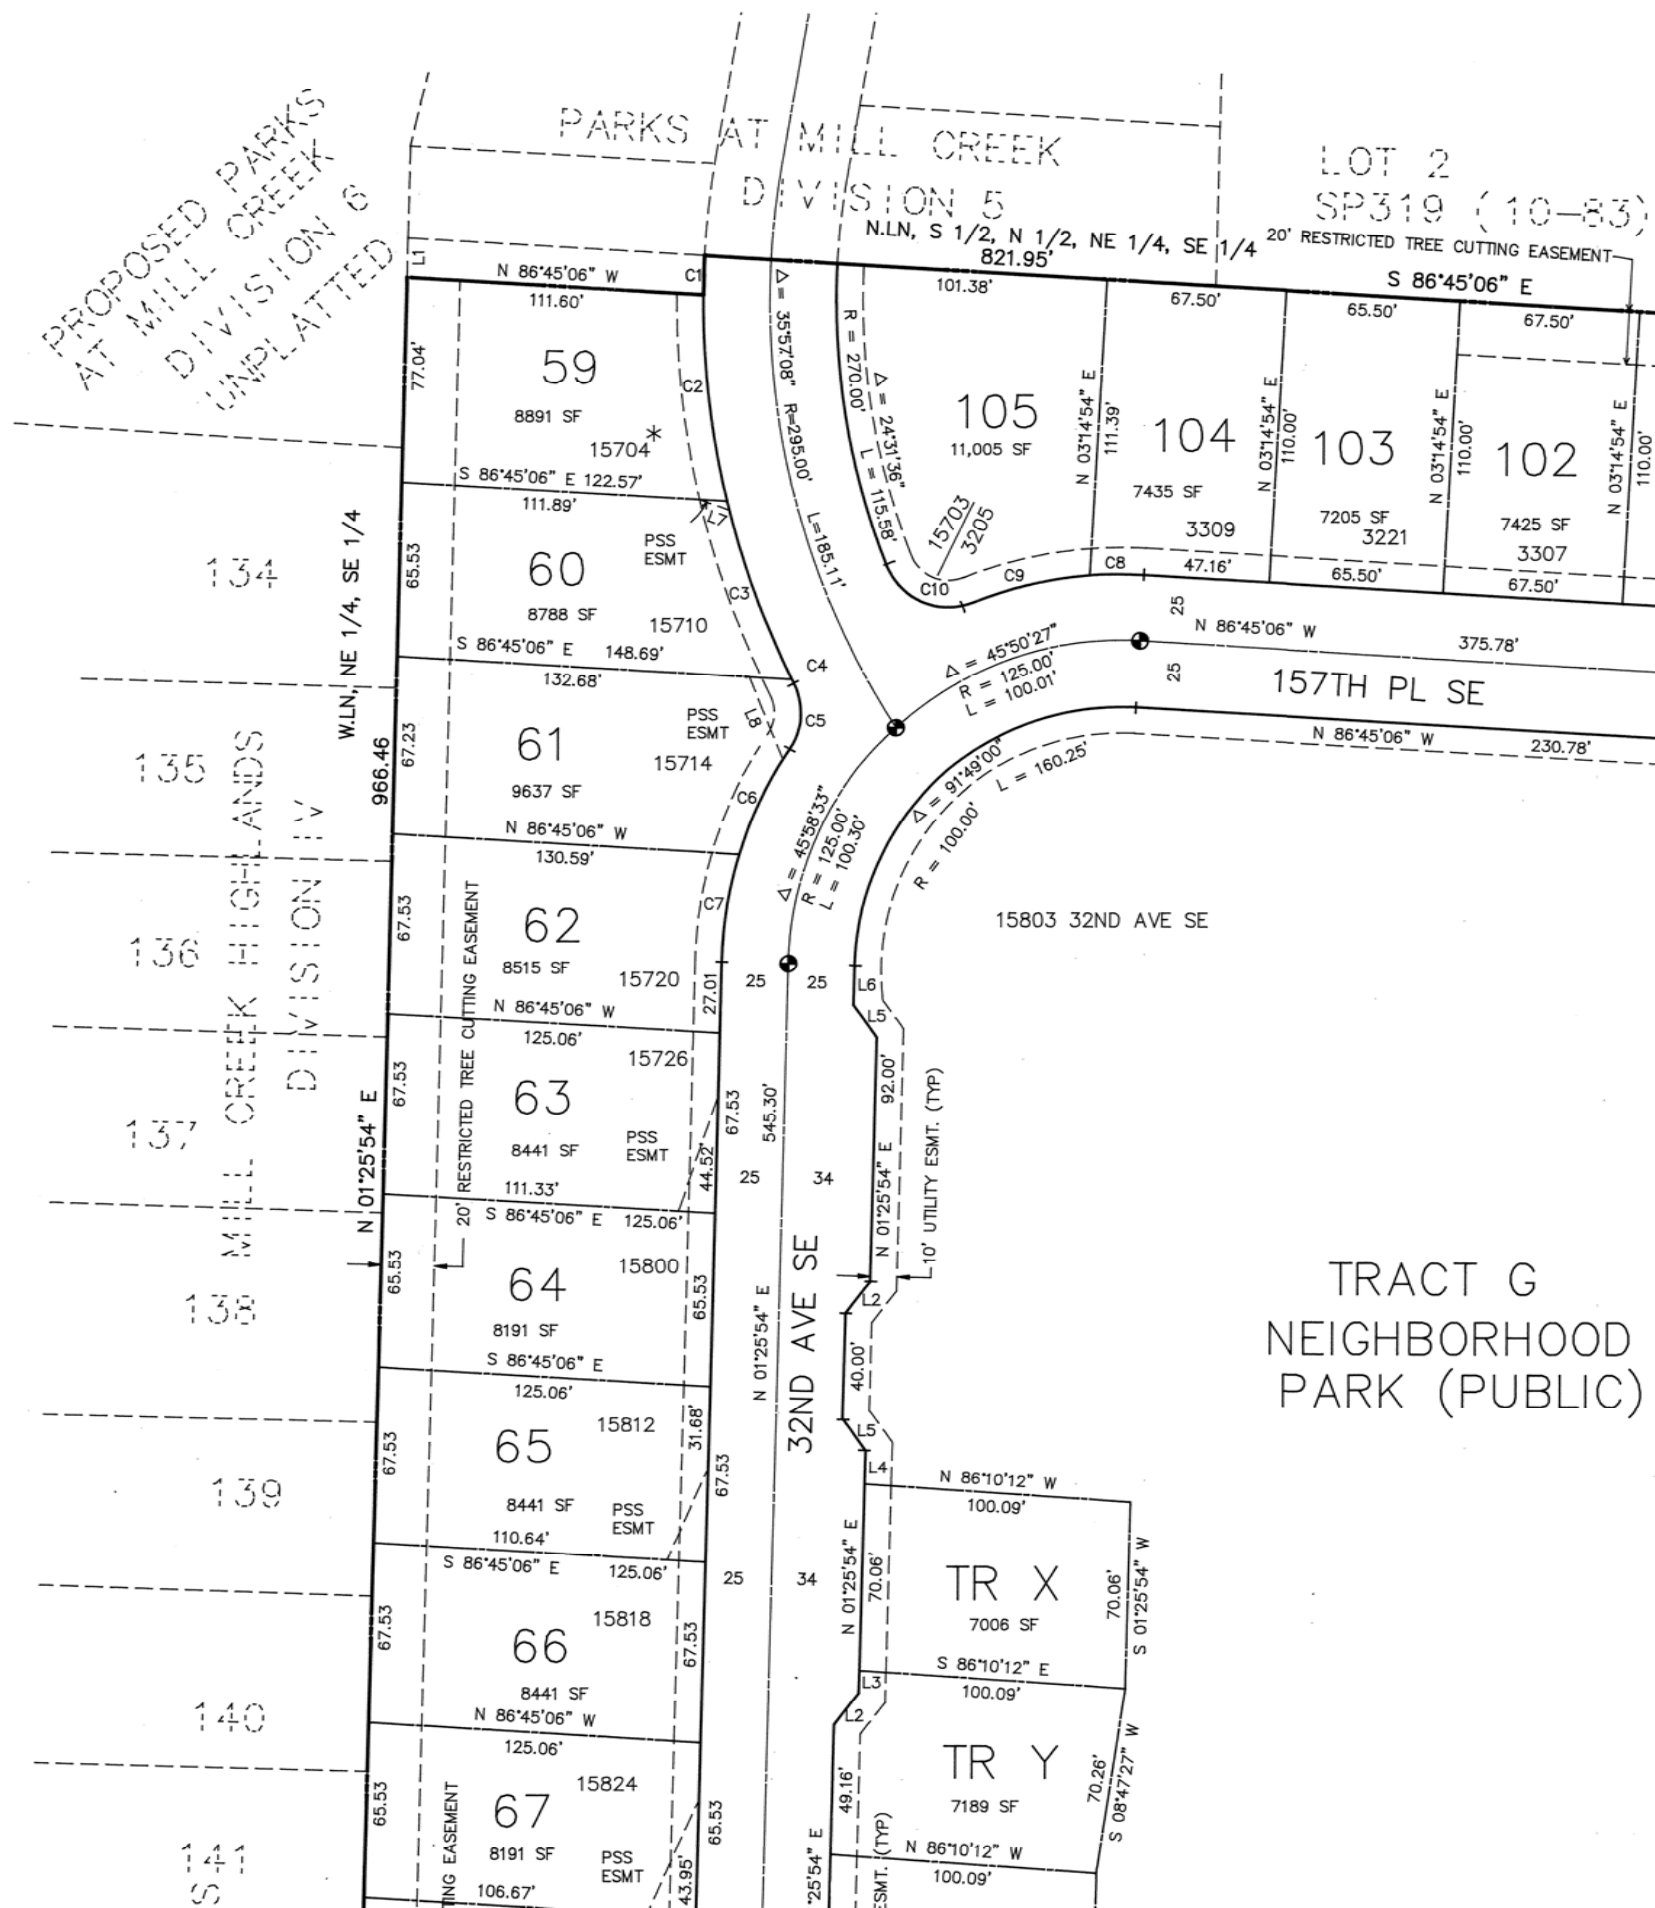 PROPOSED PARKS
AT MILL CREEK
DIVISION 6
UNPLATTED
PARKS AT MILL CREEK
DIVISION 5
LOT 2
SP319 (10-83)
N.LN, S 1/2, N 1/2, NE 1/4, SE 1/4
821.95'
20' RESTRICTED TREE CUTTING EASEMENT
S 86°45'06" E
L1
N 86°45'06" W
C1
111.60'
77.04'
59
8891 SF
15704
*
C2
S 86°45'06" E 122.57'
111.89'
L7
Δ = 35°57'08" R=295.00' L=185.11'
R = 270.00'
Δ = 24°31'36"
L = 115.58'
101.38'
105
11,005 SF
15703
3205
N 03°14'54" E
111.39'
67.50'
104
7435 SF
3309
N 03°14'54" E
110.00'
65.50'
103
7205 SF
3221
N 03°14'54" E
110.00'
67.50'
102
7425 SF
3307
N 03°14'54" E
110.00'
C10
C9
C8
47.16'
65.50'
67.50'
25
N 86°45'06" W
375.78'
25
157TH PL SE
N 86°45'06" W
230.78'
Δ = 45°50'27"
R = 125.00'
L = 100.01'
134
W.LN, NE 1/4, SE 1/4
65.53
60
PSS
ESMT
8788 SF
15710
C3
S 86°45'06" E
148.69'
C4
132.68'
L8
C5
135
966.46
67.23
61
PSS
ESMT
15714
9637 SF
C6
N 86°45'06" W
130.59'
Δ = 45°58'33"
R = 125.00'
L = 100.30'
Δ = 91°49'00"
L = 160.25'
R = 100.00'
15803 32ND AVE SE
MILL CREEK HIGHLANDS
DIVISION IV
136
67.53
62
8515 SF
15720
C7
27.01
25
25
L6
L5
N 86°45'06" W
125.06'
20' RESTRICTED TREE CUTTING EASEMENT
137
N 01°25'54" E
67.53
63
15726
8441 SF
PSS
ESMT
67.53
44.52'
545.30'
92.00'
N 01°25'54" E
10' UTILITY ESMT. (TYP)
111.33'
S 86°45'06" E
125.06'
25
34
138
65.53
64
15800
8191 SF
65.53
N 01°25'54" E
32ND AVE SE
L2
40.00'
TRACT G
NEIGHBORHOOD
PARK (PUBLIC)
S 86°45'06" E
125.06'
139
67.53
65
15812
8441 SF
31.68'
67.53
PSS
ESMT
L5
L4
N 86°10'12" W
100.09'
110.64'
S 86°45'06" E
125.06'
25
34
N 01°25'54" E
70.06'
TR X
7006 SF
70.06'
S 01°25'54" W
140
67.53
66
15818
8441 SF
67.53
S 86°10'12" E
100.09'
L3
L2
N 86°45'06" W
125.06'
141
S
65.53
67
15824
8191 SF
65.53
PSS
ESMT
43.95'
106.67'
TING EASEMENT
49.16'
°25'54" E
ESMT. (TYP)
TR Y
7189 SF
70.26'
S 08°47'27" W
N 86°10'12" W
100.09'